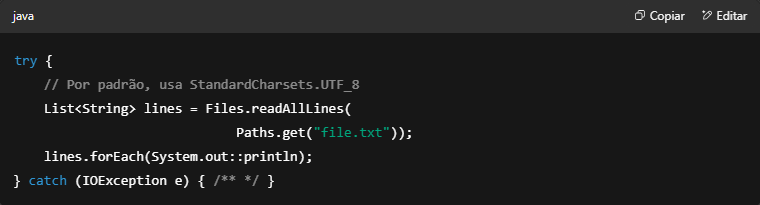 java Copiar Editar
try {
// Por padrão, usa StandardCharsets.UTF_8
List<String> lines = Files.readAllLines(
Paths.get("file.txt"));
lines.forEach(System.out::println);
} catch (IOException e) { /** */ }